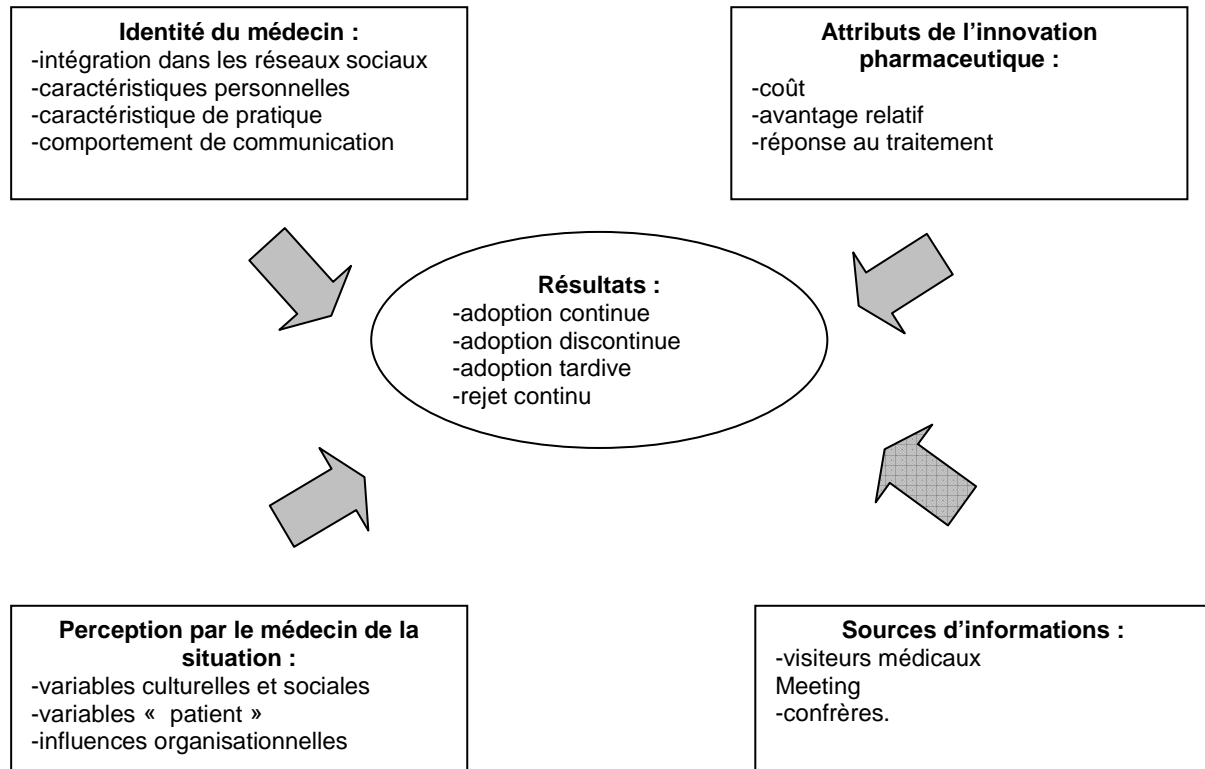 Identité du médecin :
-intégration dans les réseaux sociaux
-caractéristiques personnelles
-caractéristique de pratique
-comportement de communication
Attributs de l’innovation
pharmaceutique :
-coût
-avantage relatif
-réponse au traitement
Résultats :
-adoption continue
-adoption discontinue
-adoption tardive
-rejet continu
Perception par le médecin de la
situation :
-variables culturelles et sociales
-variables «  patient »
-influences organisationnelles
Sources d’informations :
-visiteurs médicaux
Meeting
-confrères.